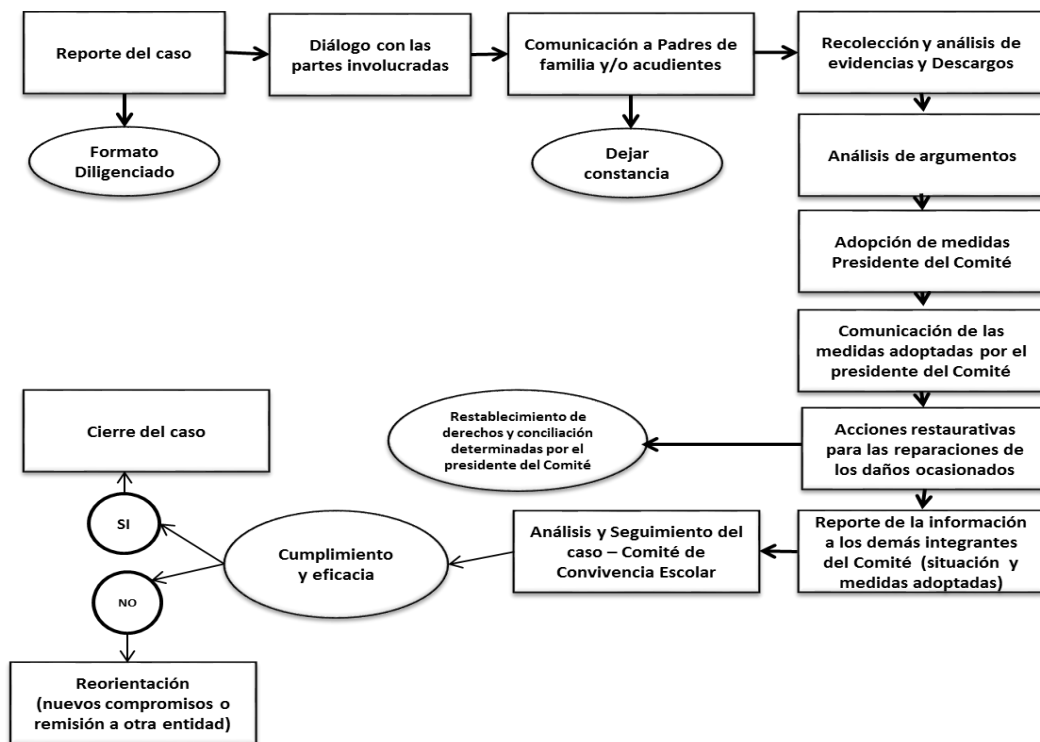 Reporte del caso
Diálogo con las
partes involucradas
Comunicación a Padres de
familia y/o acudientes
Recolección y análisis de
evidencias y Descargos
Formato
Diligenciado
Dejar
constancia
Análisis de argumentos
Adopción de medidas
Presidente del Comité
Comunicación de las
medidas adoptadas por el
presidente del Comité
Acciones restaurativas
para las reparaciones de
los daños ocasionados
Restablecimiento de
derechos y conciliación
determinadas por el
presidente del Comité
Reporte de la información
a los demás integrantes
del Comité (situación y
medidas adoptadas)
Análisis y Seguimiento del
caso – Comité de
Convivencia Escolar
Cumplimiento
y eficacia
SI
Cierre del caso
NO
Reorientación
(nuevos compromisos o
remisión a otra entidad)